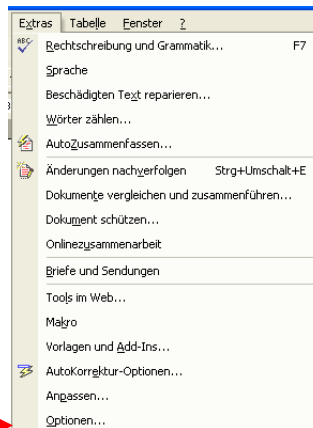 Extras Tabelle Fenster ?
Rechtschreibung und Grammatik... F7
Sprache
Beschädigten Text reparieren...
Wörter zählen...
AutoZusammenfassen...
Änderungen nachverfolgen Strg+Umschalt+E
Dokumente vergleichen und zusammenführen...
Dokument schützen...
Onlinezusammenarbeit
Briefe und Sendungen
Tools im Web...
Makro
Vorlagen und Add-Ins...
AutoKorrektur-Optionen...
Anpassen...
Optionen...